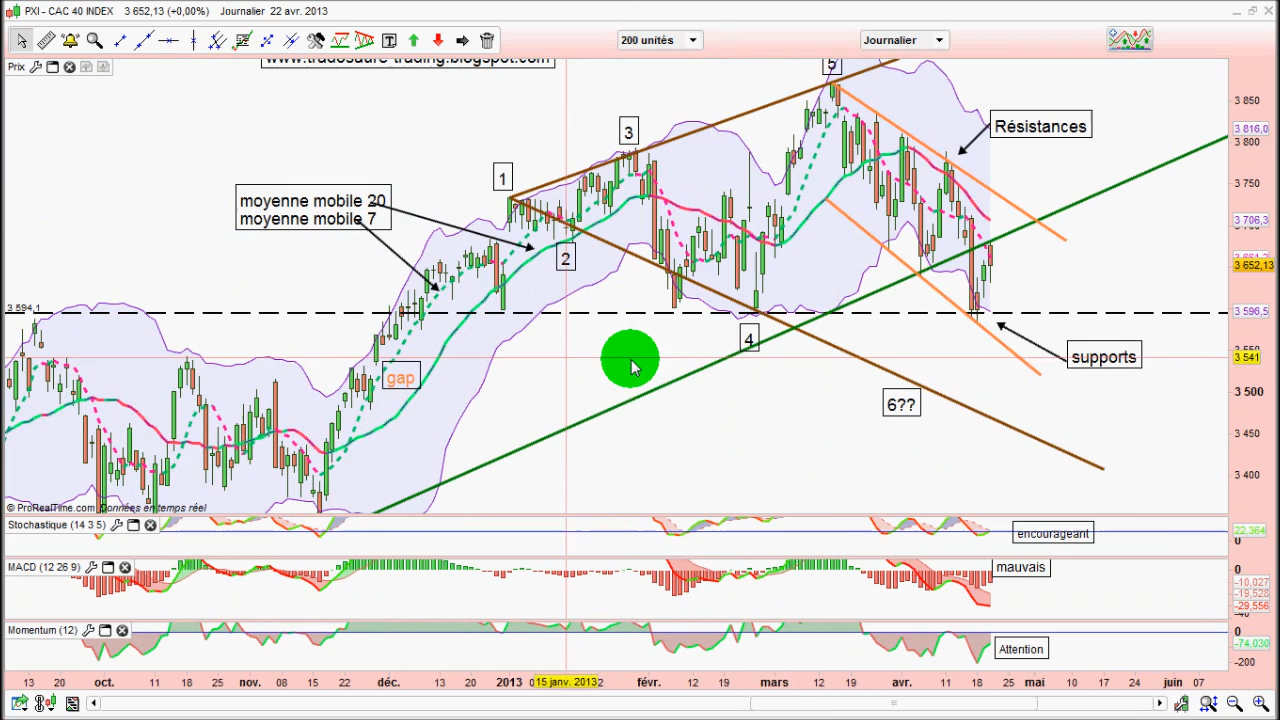 PXI - CAC 40 INDEX 3 652,13 (+0,00%) Journalier 22 avr. 2013
200 unités
Journalier
Prix
www.tradosaure-trading.blogspot.com
5
3 850
3
Résistances
3 816,0
3 800
1
3 750
moyenne mobile 20
moyenne mobile 7
3 706,3
2
3 652,13
3 594,1
3 596,5
4
supports
3 541
gap
3 500
6??
3 450
3 400
© ProRealTime.com Données en temps réel
Stochastique (14 3 5)
encourageant
22,364
0
MACD (12 26 9)
mauvais
0
-10,027
-19,528
-29,556
Momentum (12)
0
Attention
-74,030
-200
13 20 oct. 11 18 25 nov. 08 15 22 déc. 13 20 2013 15 janv. 2013 févr. mars 12 19 avr. 11 18 25 mai 10 17 24 juin 07